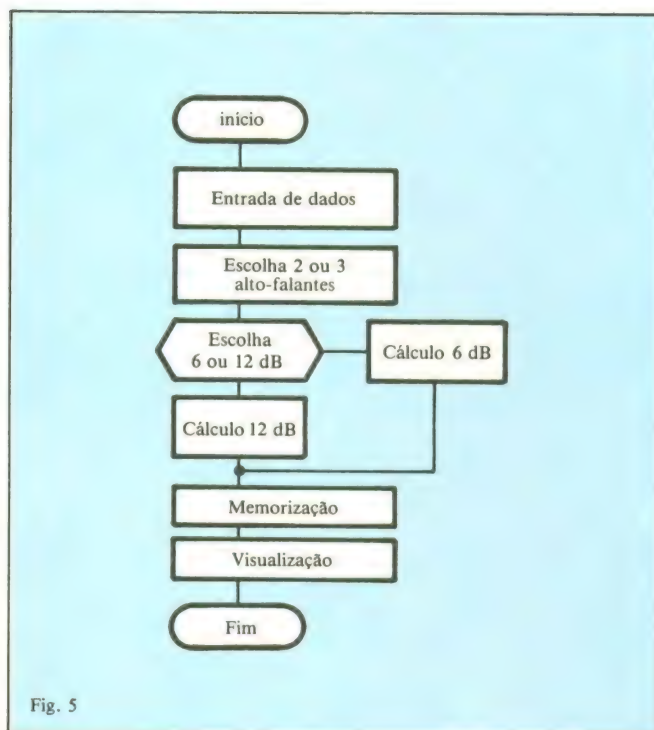 início
Entrada de dados
Escolha 2 ou 3
alto-falantes
Escolha
6 ou 12 dB
Cálculo 6 dB
Cálculo 12 dB
Memorização
Visualização
Fim
Fig. 5